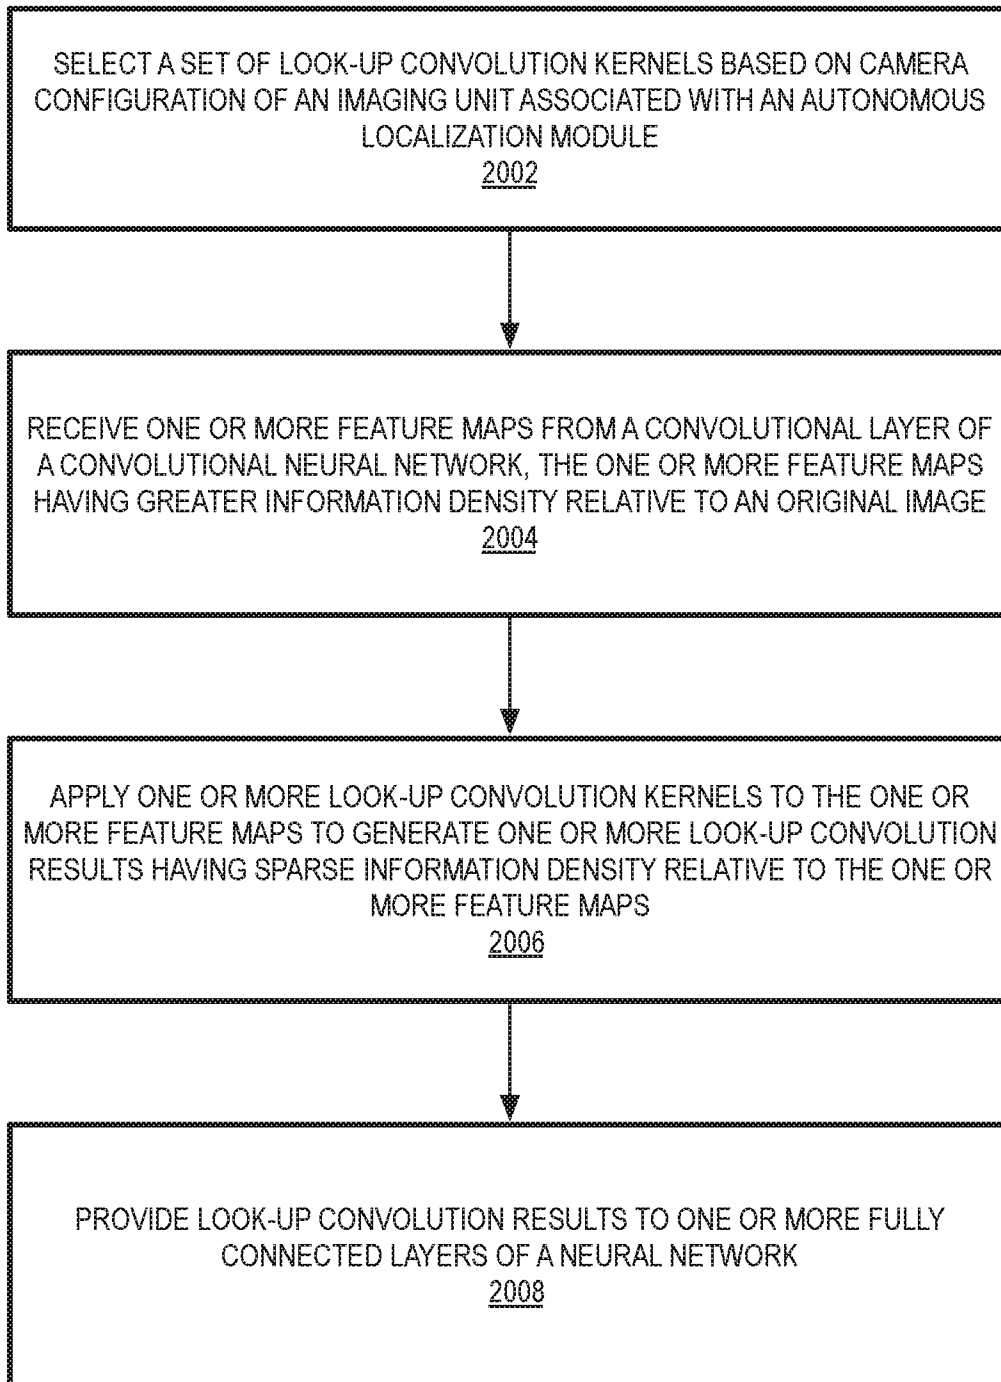 SELECT A SET OF LOOK-UP CONVOLUTION KERNELS BASED ON CAMERA
CONFIGURATION OF AN IMAGING UNIT ASSOCIATED WITH AN AUTONOMOUS
LOCALIZATION MODULE
2002
RECEIVE ONE OR MORE FEATURE MAPS FROM A CONVOLUTIONAL LAYER OF
A CONVOLUTIONAL NEURAL NETWORK, THE ONE OR MORE FEATURE MAPS
HAVING GREATER INFORMATION DENSITY RELATIVE TO AN ORIGINAL IMAGE
2004
APPLY ONE OR MORE LOOK-UP CONVOLUTION KERNELS TO THE ONE OR
MORE FEATURE MAPS TO GENERATE ONE OR MORE LOOK-UP CONVOLUTION
RESULTS HAVING SPARSE INFORMATION DENSITY RELATIVE TO THE ONE OR
MORE FEATURE MAPS
2006
PROVIDE LOOK-UP CONVOLUTION RESULTS TO ONE OR MORE FULLY
CONNECTED LAYERS OF A NEURAL NETWORK
2008